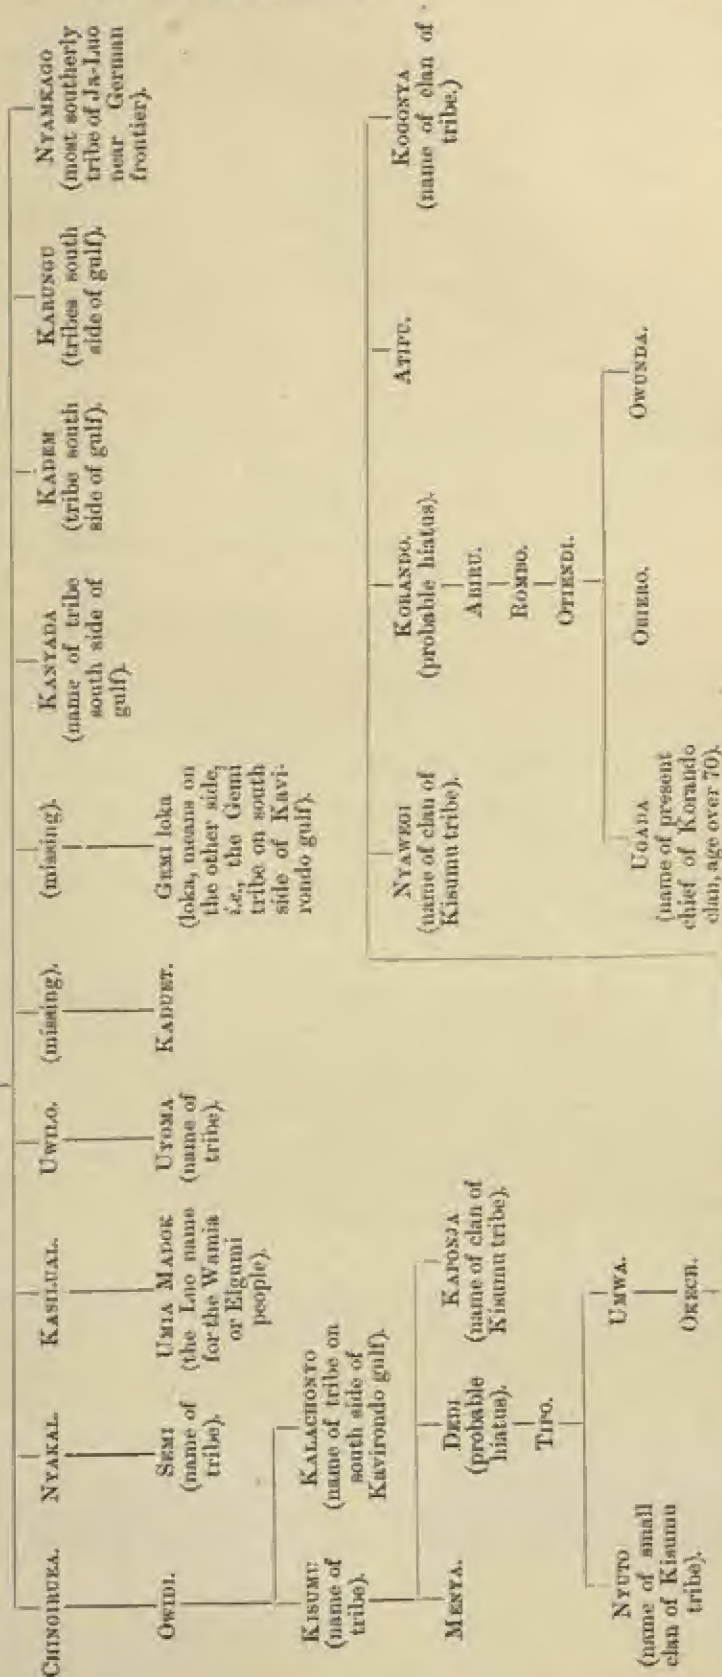 CHINGIRUEA.
NYAKAL.
KASILUAL.
UWILO.
(missing).
(missing).
KANYADA
(name of tribe
south side of
gulf).
KADEM
(tribe south
side of gulf).
KARUNGU
(tribes south
side of gulf).
NYAMKAGO
(most southerly
tribe of JA-LUO
near German
frontier).
OWIDI.
SEMI
(name of
tribe).
UMIA MADOK
(the Luo name
for the Wamia
or Elgumi
people).
UYOMA
(name of
tribe).
KADUET.
GEMI loka
(loka, means on
the other side,
i.e., the Gemi
tribe on south
side of Kavi-
rondo gulf).
KISUMU
(name of
tribe).
KALACHONYO
(name of tribe on
south side of
Kavirondo gulf).
MENYA.
DEDI
(probable
hiatus).
KAPONJA
(name of clan of
Kisumu tribe).
TIPO.
NYUTO
(name of small
clan of Kisumu
tribe).
UMWA.
OKECH.
NYAWEGI
(name of clan of
Kisumu tribe).
KORANDO.
(probable hiatus).
ATIPU.
KOGONYA
(name of clan of
tribe.)
ABIRU.
ROMBO.
OTIENDI.
UGADA
(name of present
chief of Korando
clan, age over 70).
OBIERO.
OWUNDA.